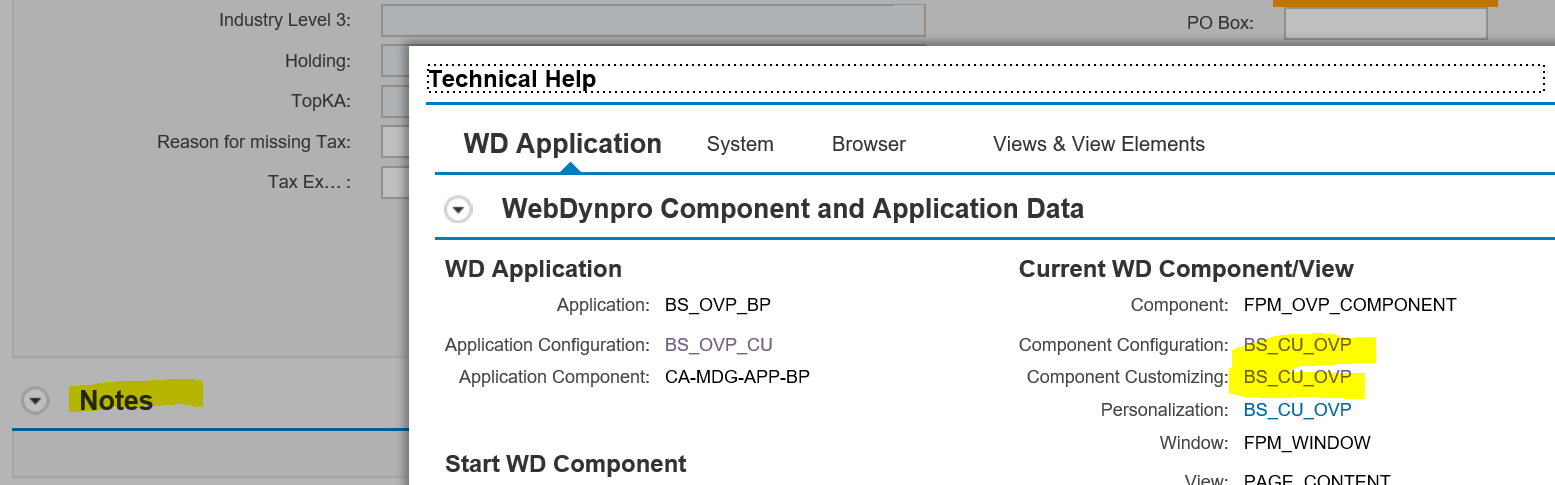 Industry Level 3:
PO Box:
Holding:
TopKA:
Reason for missing Tax:
Tax Ex... :
Notes
Technical Help
WD Application System Browser Views & View Elements
WebDynpro Component and Application Data
WD Application
Application: BS_OVP_BP
Application Configuration: BS_OVP_CU
Application Component: CA-MDG-APP-BP
Start WD Component
Current WD Component/View
Component: FPM_OVP_COMPONENT
Component Configuration: BS_CU_OVP
Component Customizing: BS_CU_OVP
Personalization: BS_CU_OVP
Window: FPM_WINDOW
View: PAGE_CONTENT